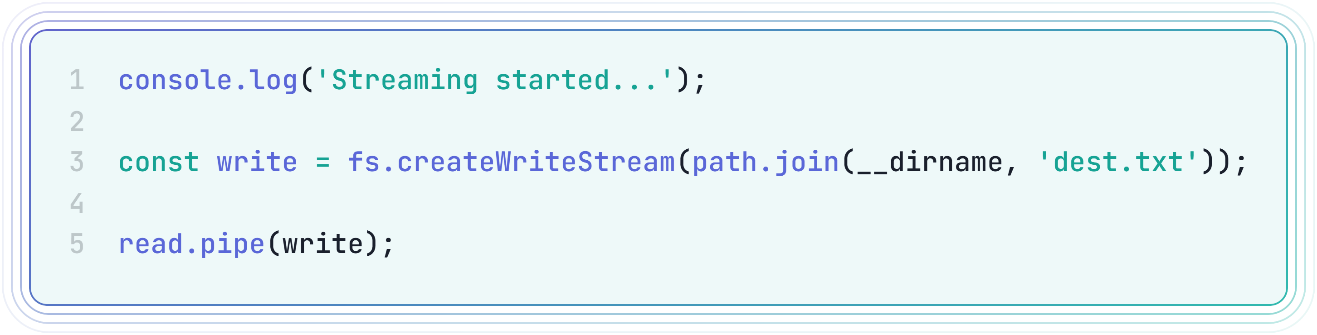 1 console.log('Streaming started...');
2
3 const write = fs.createWriteStream(path.join(__dirname, 'dest.txt'));
4
5 read.pipe(write);